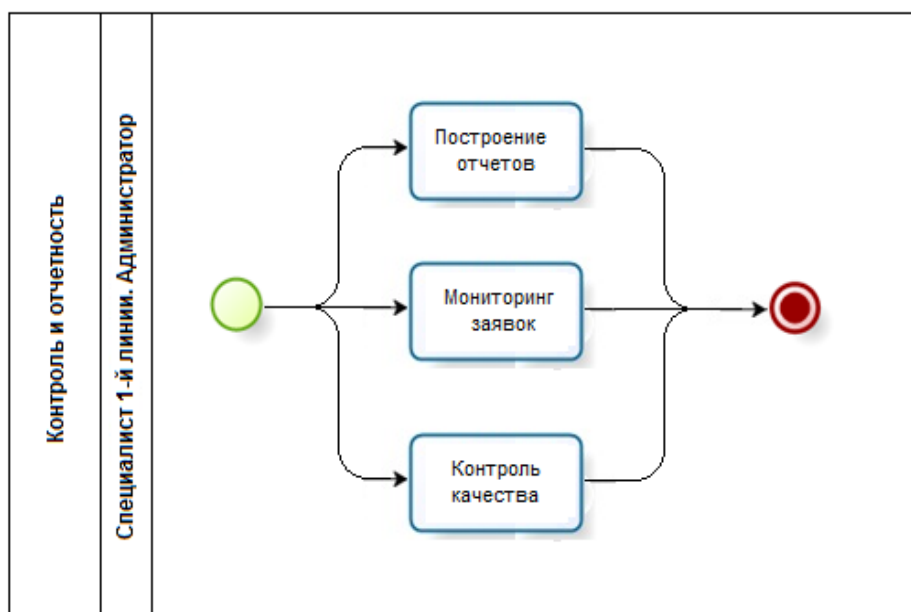 Контроль и отчетность
Специалист 1-й линии. Администратор
Построение
отчетов
Мониторинг
заявок
Контроль
качества